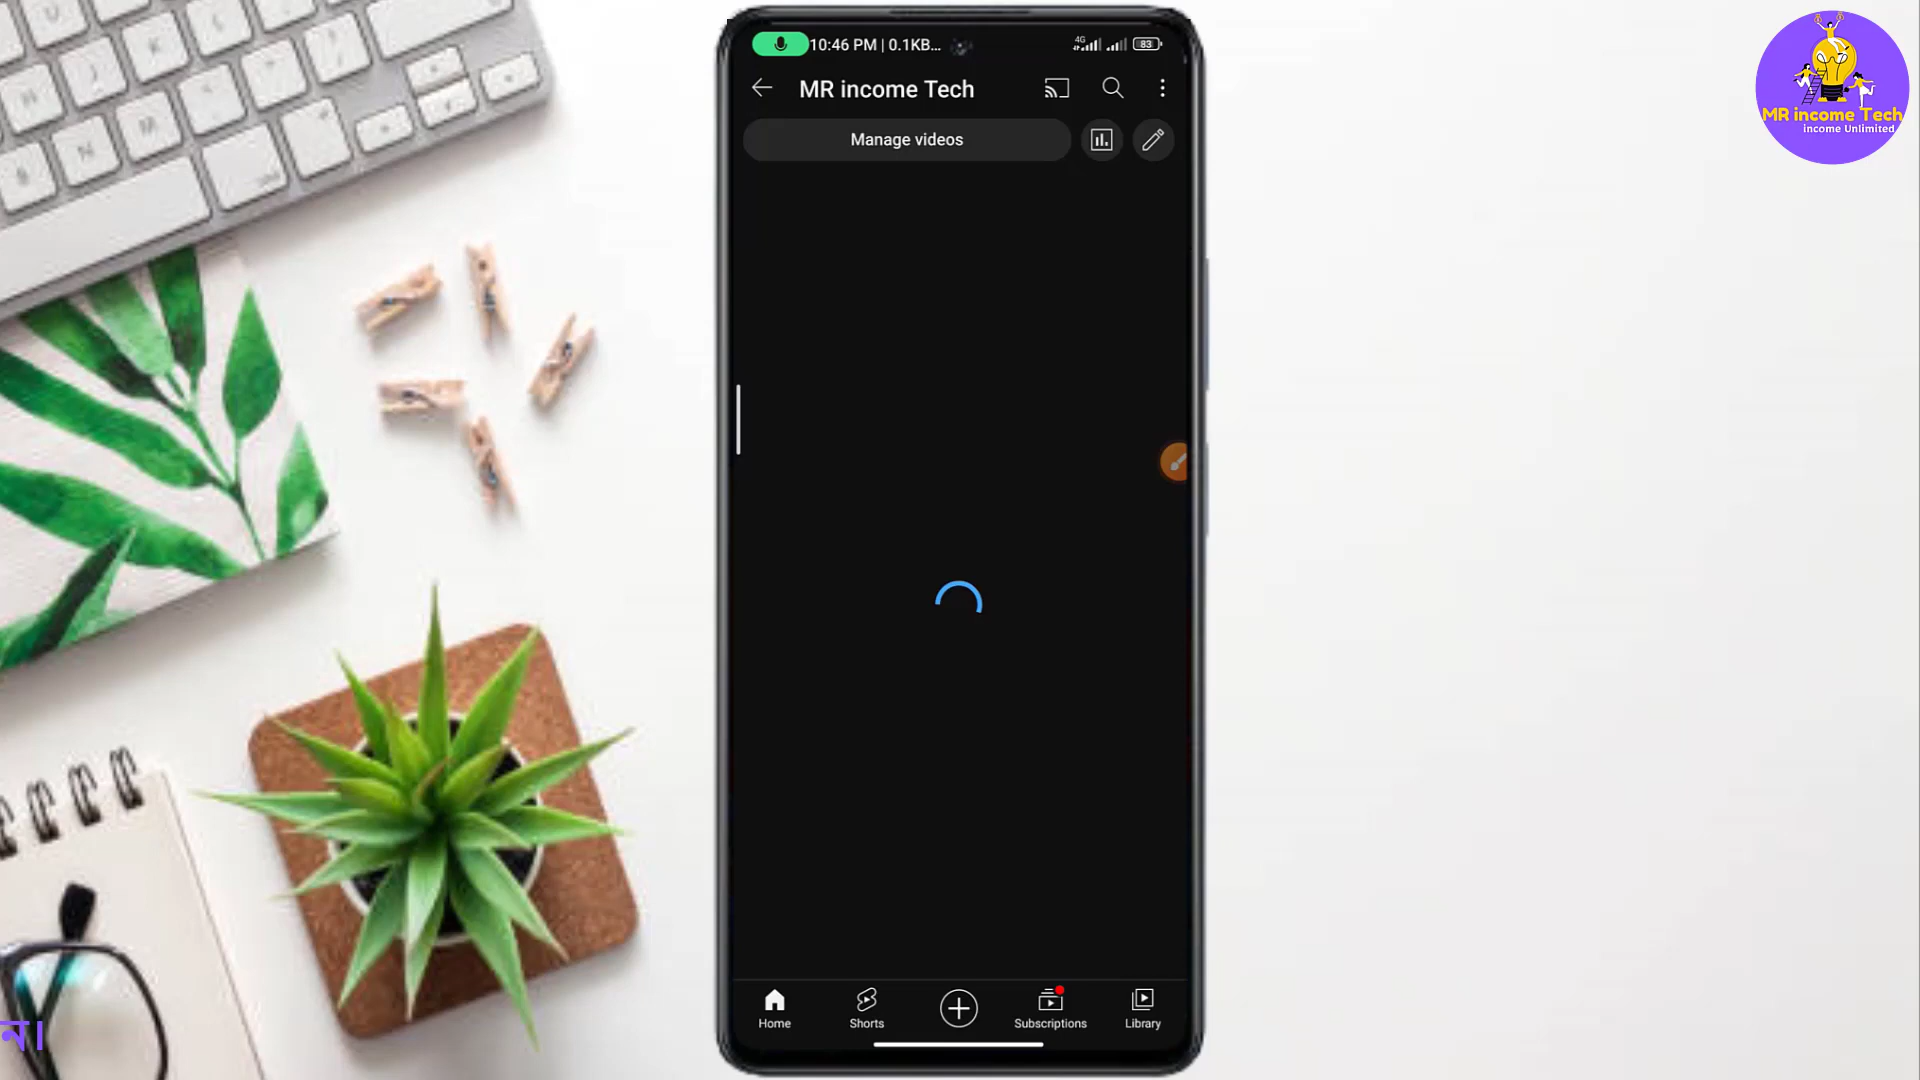 10:46 PM | 0.1KB...
4G
83
MR income Tech
Manage videos
Home
Shorts
Subscriptions
Library
MR income Tech
income Unlimited
ন।